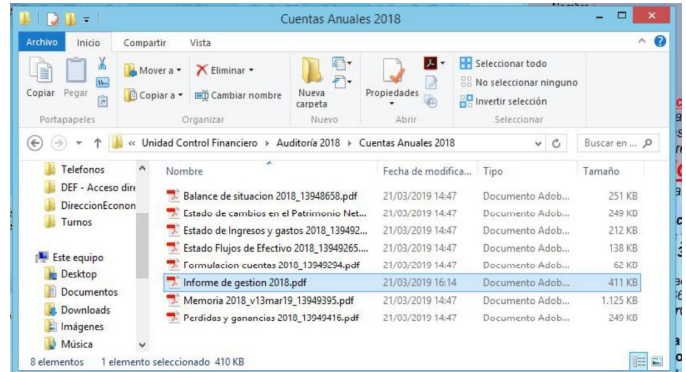 Cuentas Anuales 2018
Archivo Inicio Compartir Vista
Copiar Pegar Mover a Copiar a Eliminar Cambiar nombre Nueva carpeta Propiedades Seleccionar todo No seleccionar ninguno Invertir selección
Portapapeles Organizar Nuevo Abrir Seleccionar
« Unidad Control Financiero Auditoría 2018 Cuentas Anuales 2018 Buscar en ...
Telefonos
DEF - Acceso dire
DireccionEconon
Turnos
Este equipo
Desktop
Documentos
Downloads
Imágenes
Música
Nombre Fecha de modifica... Tipo Tamaño
Balance de situacion 2018_13948658.pdf 21/03/2019 14:47 Documento Adob... 251 KB
Estado de cambios en el Patrimonio Net... 21/03/2019 14:47 Documento Adob... 249 KB
Estado de Ingresos y gastos 2018_139492... 21/03/2019 14:47 Documento Adob... 212 KB
Estado Flujos de Efectivo 2018_13949265.... 21/03/2019 14:47 Documento Adob... 138 KB
Formulacion cuentas 2018_13949294.pdf 21/03/2019 14:47 Documento Adob... 62 KB
Informe de gestion 2018.pdf 21/03/2019 16:14 Documento Adob... 411 KB
Memoria 2018_v13mar19_13949395.pdf 21/03/2019 14:47 Documento Adob... 1.125 KB
Perdidas y ganancias 2018_13949416.pdf 21/03/2019 14:47 Documento Adob... 249 KB
8 elementos 1 elemento seleccionado 410 KB